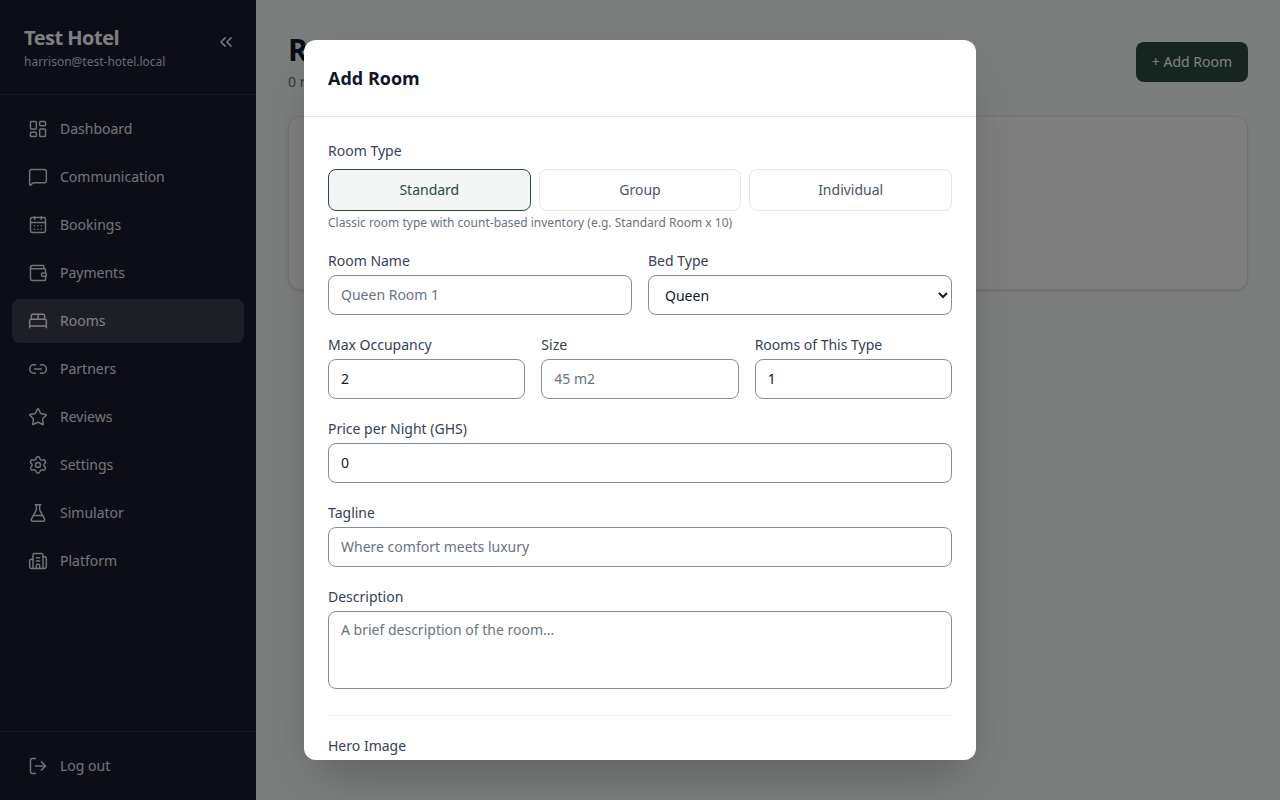 Test Hotel
harrison@test-hotel.local
Dashboard
Communication
Bookings
Payments
Rooms
Partners
Reviews
Settings
Simulator
Platform
Log out
+ Add Room
Add Room
Room Type
Standard Group Individual
Classic room type with count-based inventory (e.g. Standard Room x 10)
Room Name Bed Type
Queen Room 1 Queen
Max Occupancy Size Rooms of This Type
2 45 m2 1
Price per Night (GHS)
0
Tagline
Where comfort meets luxury
Description
A brief description of the room...
Hero Image